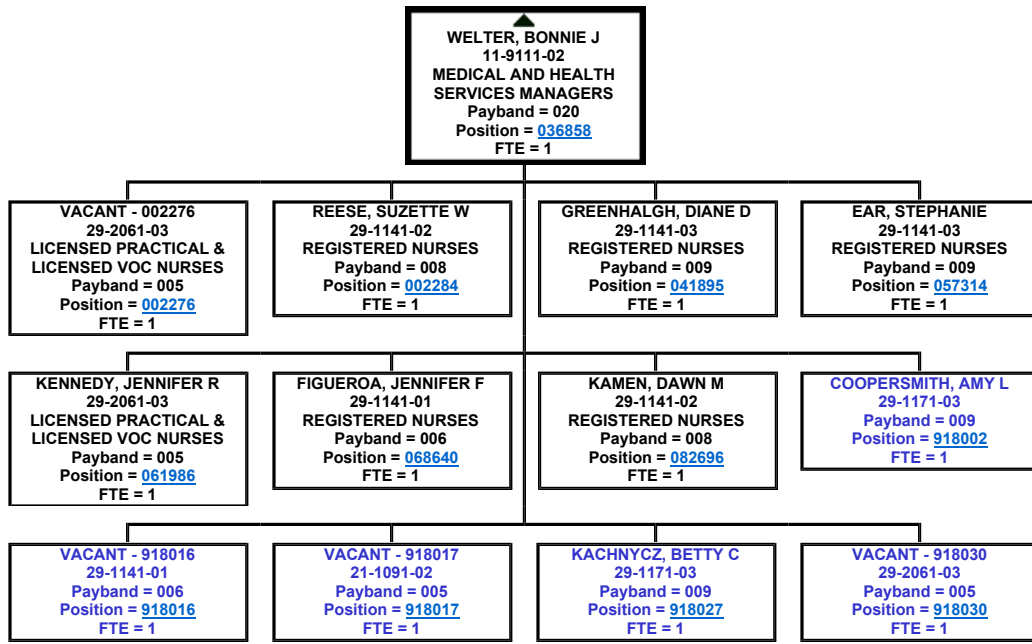 WELTER, BONNIE J
11-9111-02
MEDICAL AND HEALTH
SERVICES MANAGERS
Payband = 020
Position = 036858
FTE = 1
VACANT - 002276
29-2061-03
LICENSED PRACTICAL &
LICENSED VOC NURSES
Payband = 005
Position = 002276
FTE = 1
REESE, SUZETTE W
29-1141-02
REGISTERED NURSES
Payband = 008
Position = 002284
FTE = 1
GREENHALGH, DIANE D
29-1141-03
REGISTERED NURSES
Payband = 009
Position = 041895
FTE = 1
EAR, STEPHANIE
29-1141-03
REGISTERED NURSES
Payband = 009
Position = 057314
FTE = 1
KENNEDY, JENNIFER R
29-2061-03
LICENSED PRACTICAL &
LICENSED VOC NURSES
Payband = 005
Position = 061986
FTE = 1
FIGUEROA, JENNIFER F
29-1141-01
REGISTERED NURSES
Payband = 006
Position = 068640
FTE = 1
KAMEN, DAWN M
29-1141-02
REGISTERED NURSES
Payband = 008
Position = 082696
FTE = 1
COOPERSMITH, AMY L
29-1171-03
Payband = 009
Position = 918002
FTE = 1
VACANT - 918016
29-1141-01
Payband = 006
Position = 918016
FTE = 1
VACANT - 918017
21-1091-02
Payband = 005
Position = 918017
FTE = 1
KACHNYCZ, BETTY C
29-1171-03
Payband = 009
Position = 918027
FTE = 1
VACANT - 918030
29-2061-03
Payband = 005
Position = 918030
FTE = 1